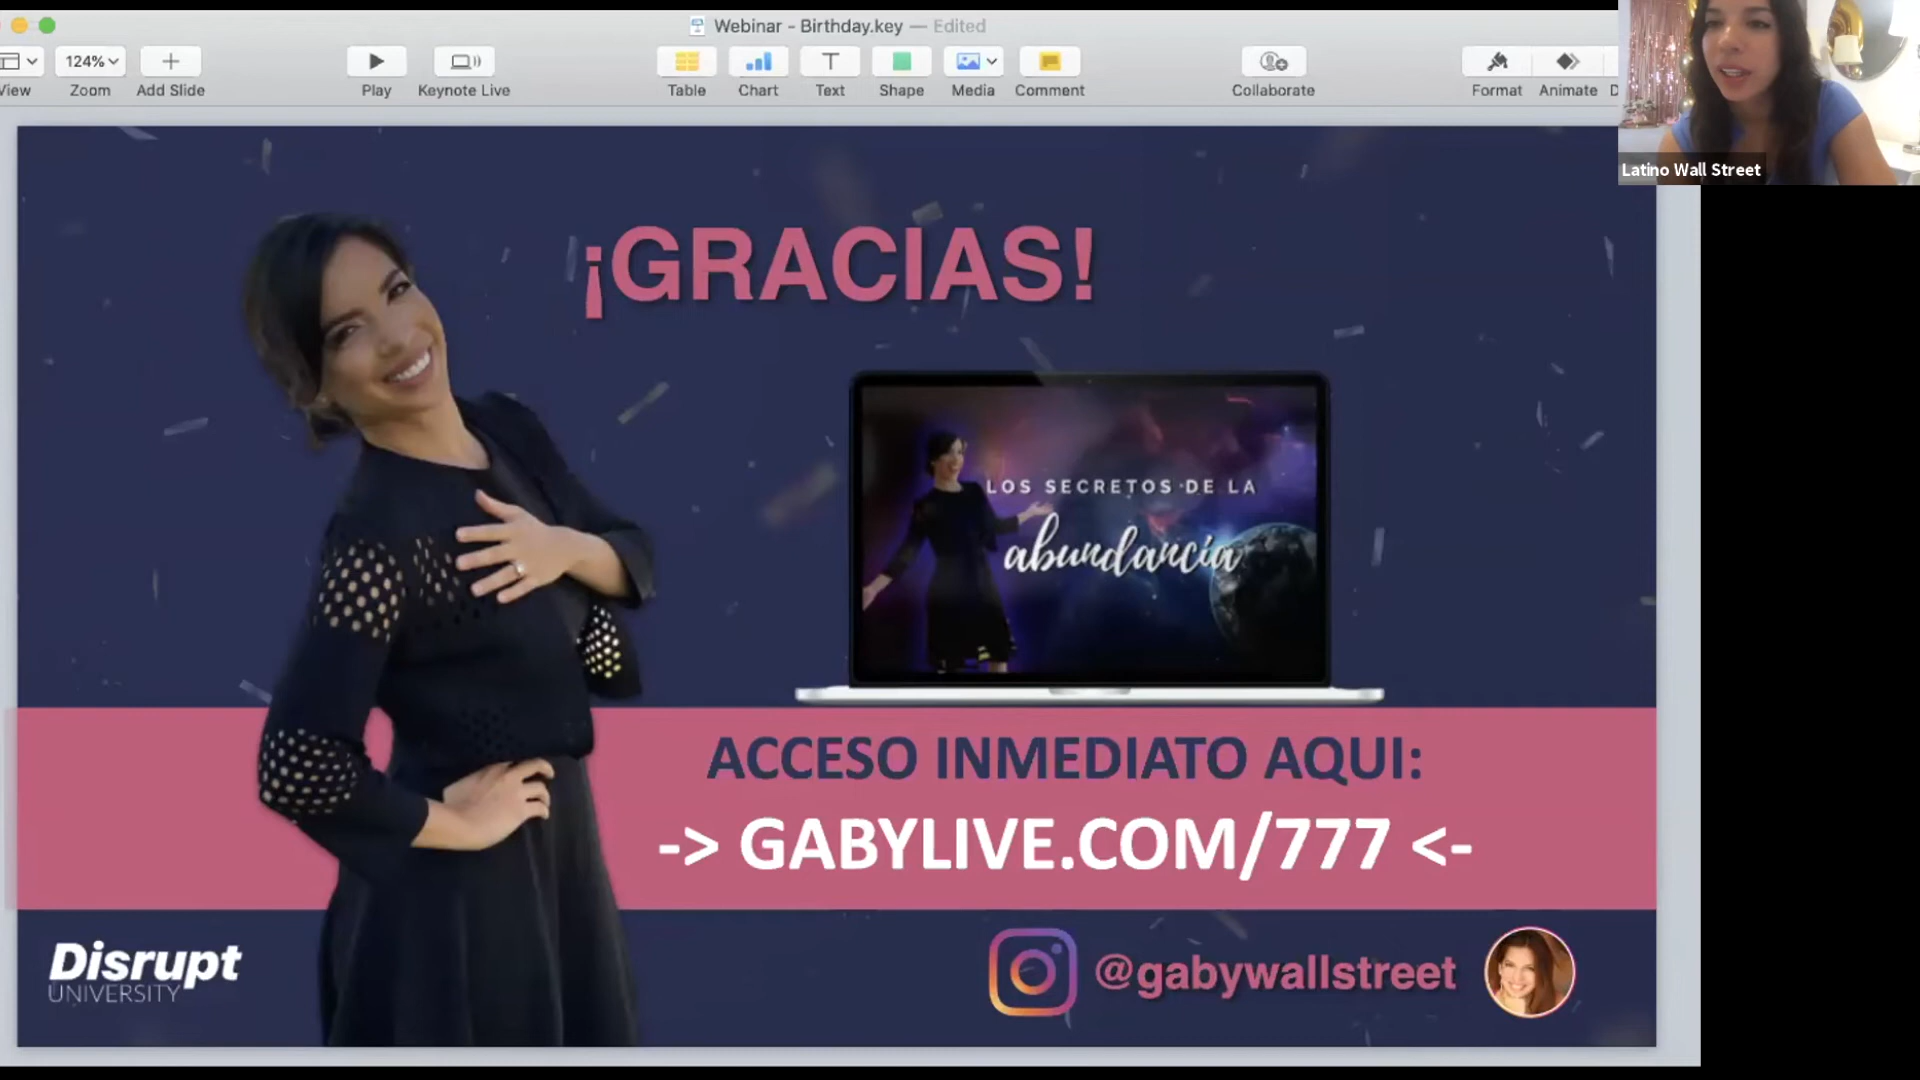 Webinar - Birthday.key — Edited
124%
View
Zoom
Add Slide
Play
Keynote Live
Table
Chart
Text
Shape
Media
Comment
Collaborate
Format
Animate
Latino Wall Street
¡GRACIAS!
LOS SECRETOS DE LA
abundancia
ACCESO INMEDIATO AQUI:
-> GABYLIVE.COM/777 <-
Disrupt
UNIVERSITY
@gabywallstreet